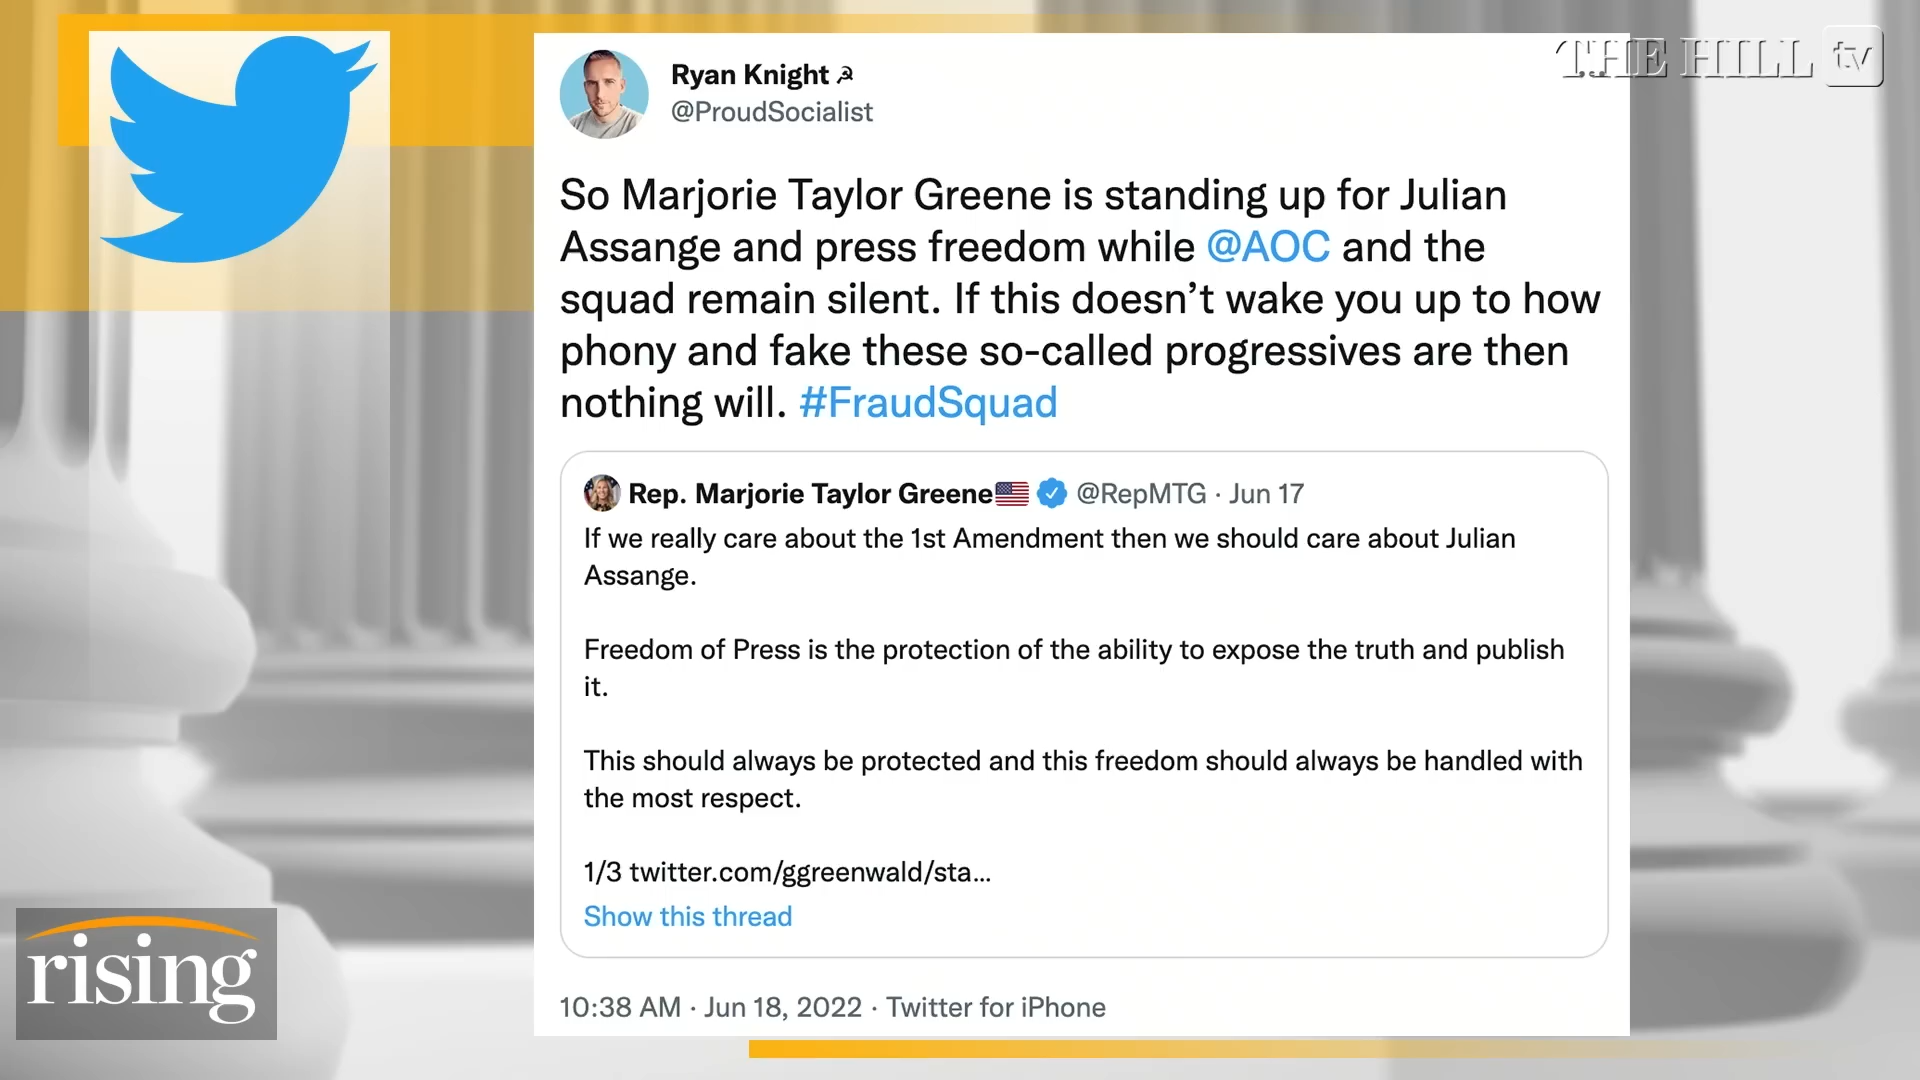 THE HILL tv
Ryan Knight ☭
@ProudSocialist
So Marjorie Taylor Greene is standing up for Julian
Assange and press freedom while @AOC and the
squad remain silent. If this doesn’t wake you up to how
phony and fake these so-called progressives are then
nothing will. #FraudSquad
Rep. Marjorie Taylor Greene🇺🇸 @RepMTG · Jun 17
If we really care about the 1st Amendment then we should care about Julian
Assange.
Freedom of Press is the protection of the ability to expose the truth and publish
it.
This should always be protected and this freedom should always be handled with
the most respect.
1/3 twitter.com/ggreenwald/sta…
Show this thread
10:38 AM · Jun 18, 2022 · Twitter for iPhone
rising